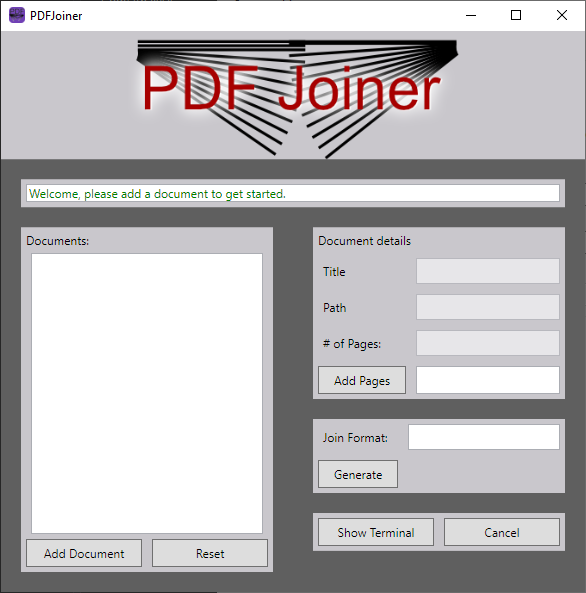 PDFJoiner
PDF Joiner
Welcome, please add a document to get started.
Documents:
Add Document
Reset
Document details
Title
Path
# of Pages:
Add Pages
Join Format:
Generate
Show Terminal
Cancel